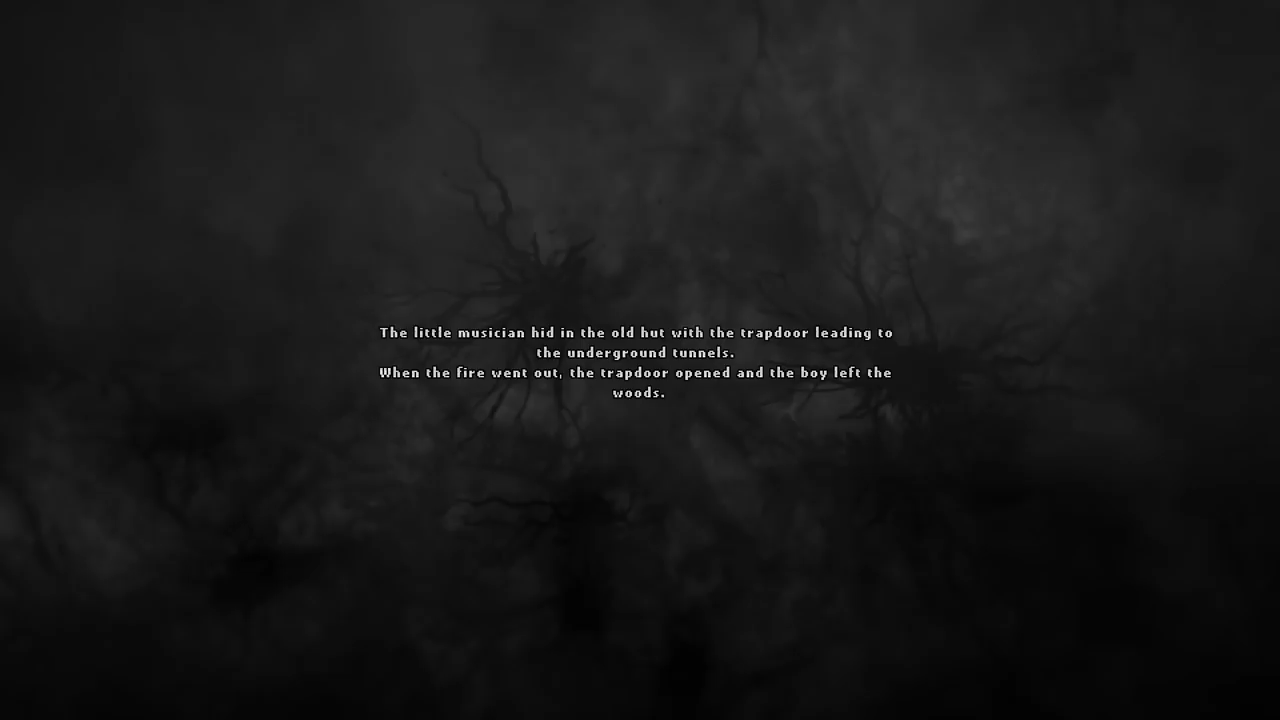 The little musician hid in the old hut with the trapdoor leading to
the underground tunnels.
When the fire went out, the trapdoor opened and the boy left the
woods.